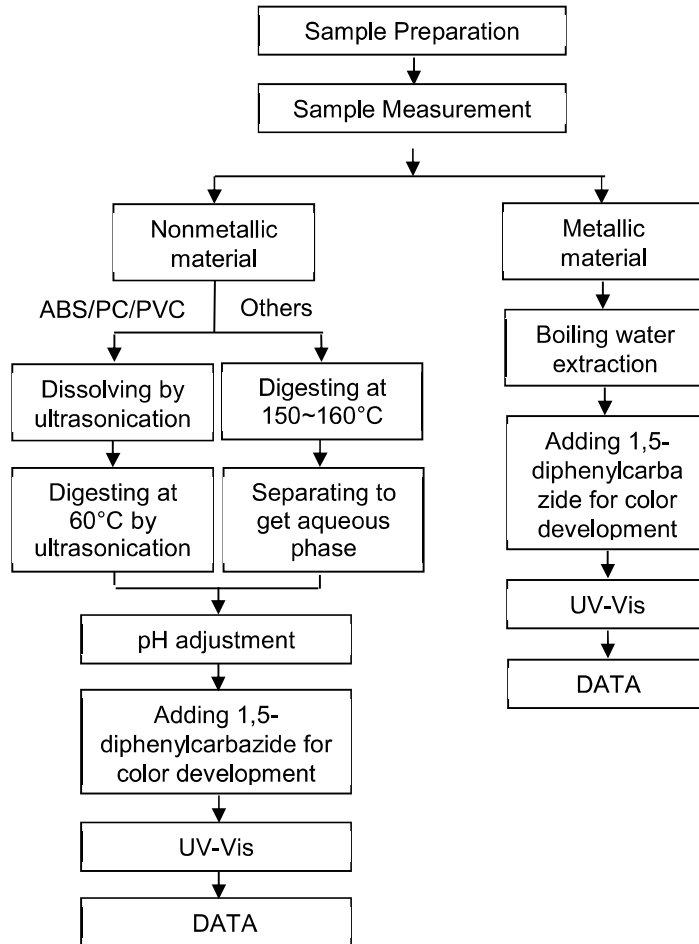 Sample Preparation
Sample Measurement
Nonmetallic
material
ABS/PC/PVC
Others
Dissolving by
ultrasonication
Digesting at
150~160°C
Digesting at
60°C by
ultrasonication
Separating to
get aqueous
phase
pH adjustment
Adding 1,5-
diphenylcarbazide for
color development
UV-Vis
DATA
Metallic
material
Boiling water
extraction
Adding 1,5-
diphenylcarba
zide for color
development
UV-Vis
DATA